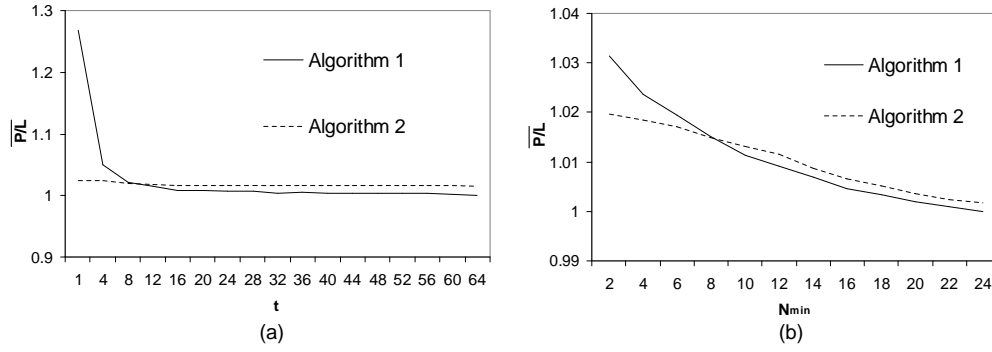 1.3
1.2
1.1
1
0.9
P/L
Algorithm 1
Algorithm 2
1 4 8 12 16 20 24 28 32 36 40 44 48 52 56 60 64
t
(a)
1.04
1.03
1.02
1.01
1
0.99
P/L
Algorithm 1
Algorithm 2
2 4 6 8 10 12 14 16 18 20 22 24
Nmin
(b)